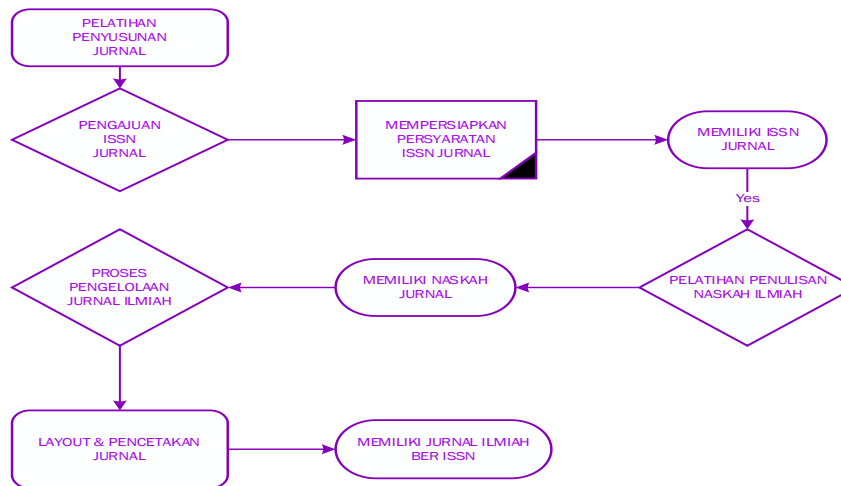 PELATIHAN
PENYUSUNAN
JURNAL
PENGAJUAN
ISSN
JURNAL
MEMPERSIAPKAN
PERSYARATAN
ISSN JURNAL
MEMILIKI ISSN
JURNAL
Yes
PELATIHAN PENULISAN
NASKAH ILMIAH
MEMILIKI NASKAH
JURNAL
PROSES
PENGELOLAAN
JURNAL ILMIAH
LAYOUT & PENCETAKAN
JURNAL
MEMILIKI JURNAL ILMIAH
BER ISSN